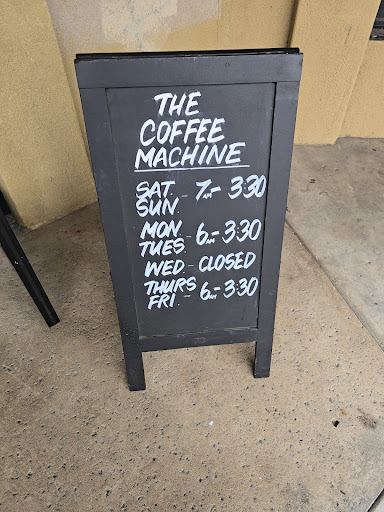 THE
COFFEE
MACHINE
SAT. - 7AM - 3:30
SUN.
MON. - 6AM - 3:30
TUES.
WED. - CLOSED
THURS - 6AM - 3:30
FRI.